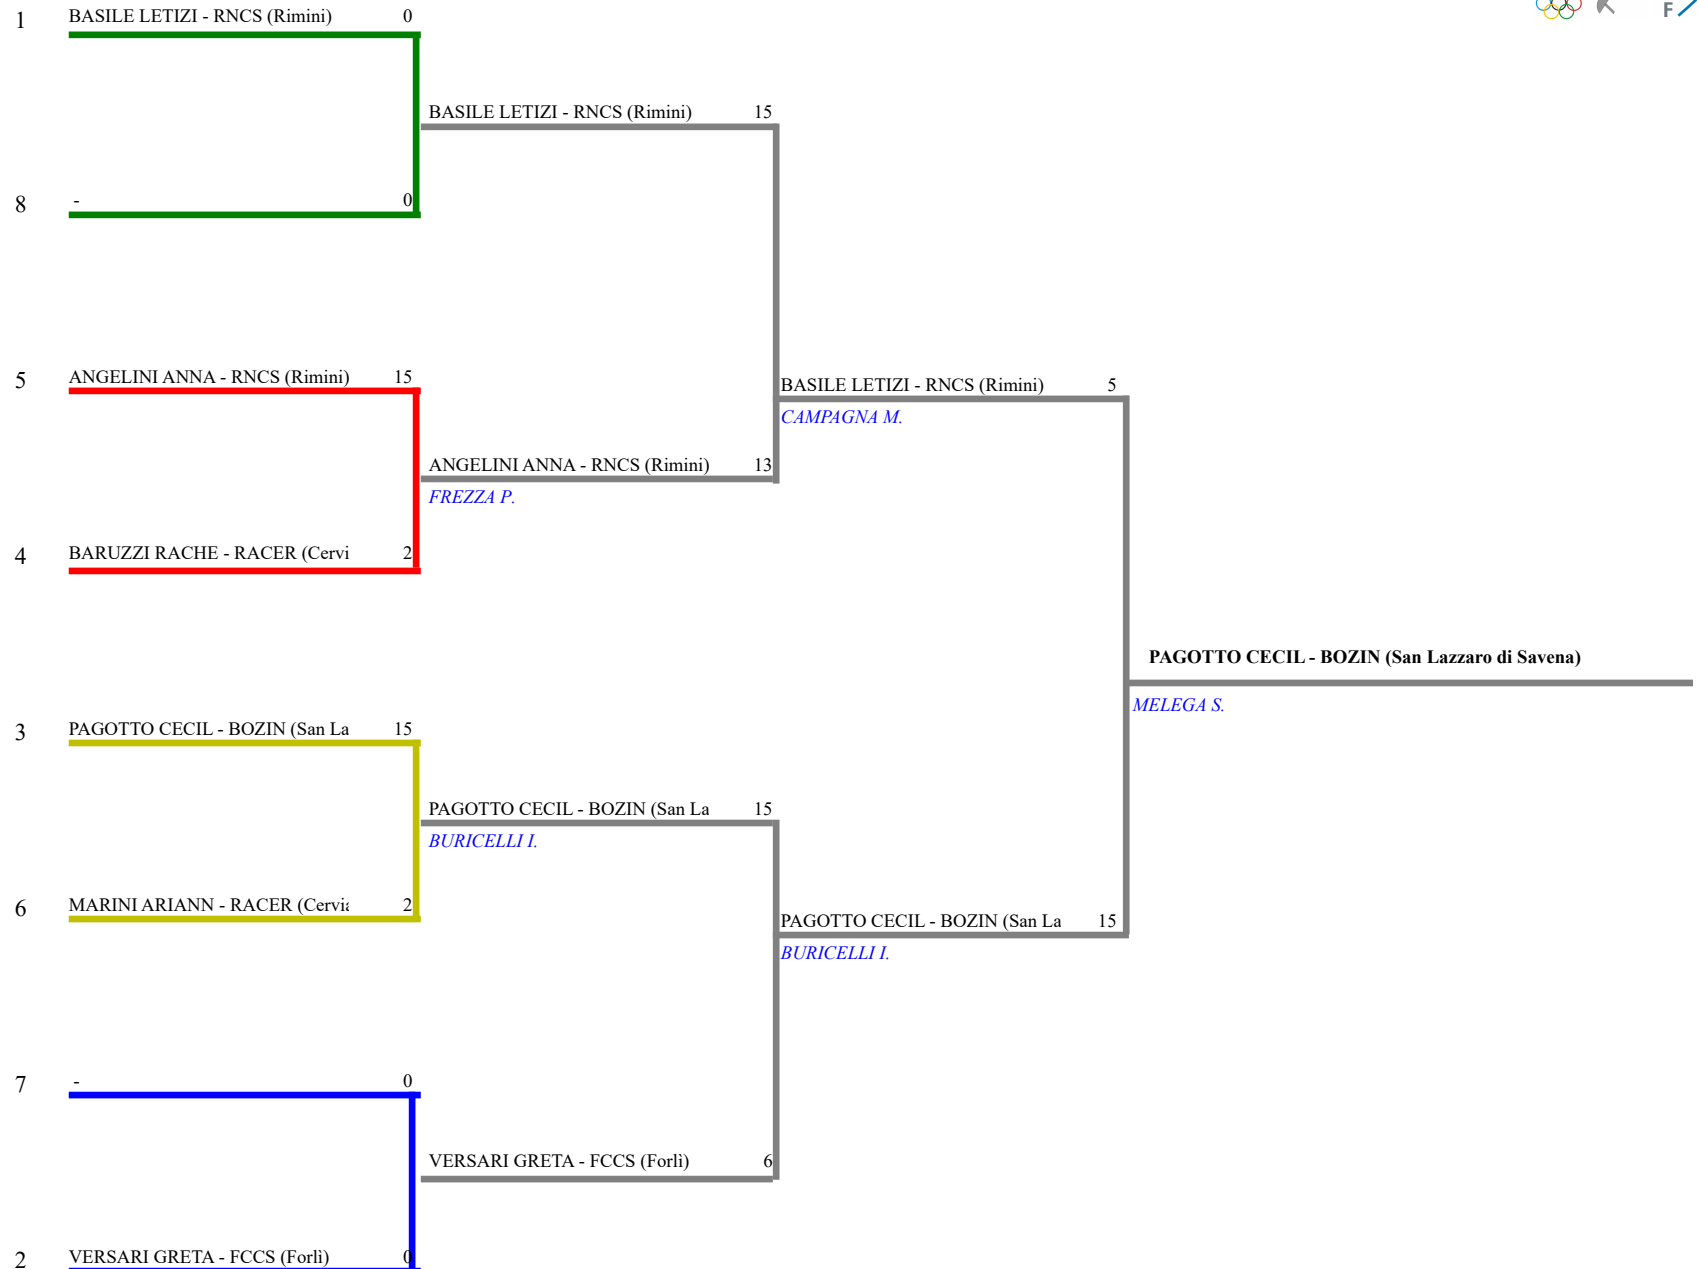 1 BASILE LETIZI - RNCS (Rimini) 0
F
BASILE LETIZI - RNCS (Rimini) 15
8 - 0
5 ANGELINI ANNA - RNCS (Rimini) 15
BASILE LETIZI - RNCS (Rimini) 5
CAMPAGNA M.
ANGELINI ANNA - RNCS (Rimini) 13
FREZZA P.
4 BARUZZI RACHE - RACER (Cervi 2
PAGOTTO CECIL - BOZIN (San Lazzaro di Savena)
MELEGA S.
3 PAGOTTO CECIL - BOZIN (San La 15
PAGOTTO CECIL - BOZIN (San La 15
BURICELLI I.
6 MARINI ARIANN - RACER (Cervia 2
PAGOTTO CECIL - BOZIN (San La 15
BURICELLI I.
7 - 0
VERSARI GRETA - FCCS (Forlì) 6
2 VERSARI GRETA - FCCS (Forlì) 0